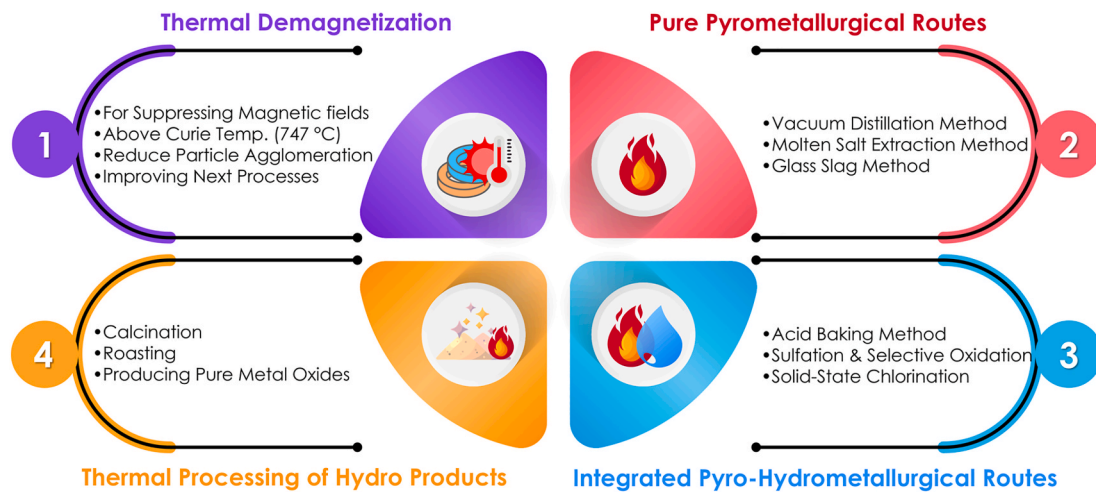 Thermal Demagnetization
1
•For Suppressing Magnetic fields
•Above Curie Temp. (747 °C)
•Reduce Particle Agglomeration
•Improving Next Processes
Pure Pyrometallurgical Routes
2
•Vacuum Distillation Method
•Molten Salt Extraction Method
•Glass Slag Method
3
•Acid Baking Method
•Sulfation & Selective Oxidation
•Solid-State Chlorination
Integrated Pyro-Hydrometallurgical Routes
4
•Calcination
•Roasting
•Producing Pure Metal Oxides
Thermal Processing of Hydro Products